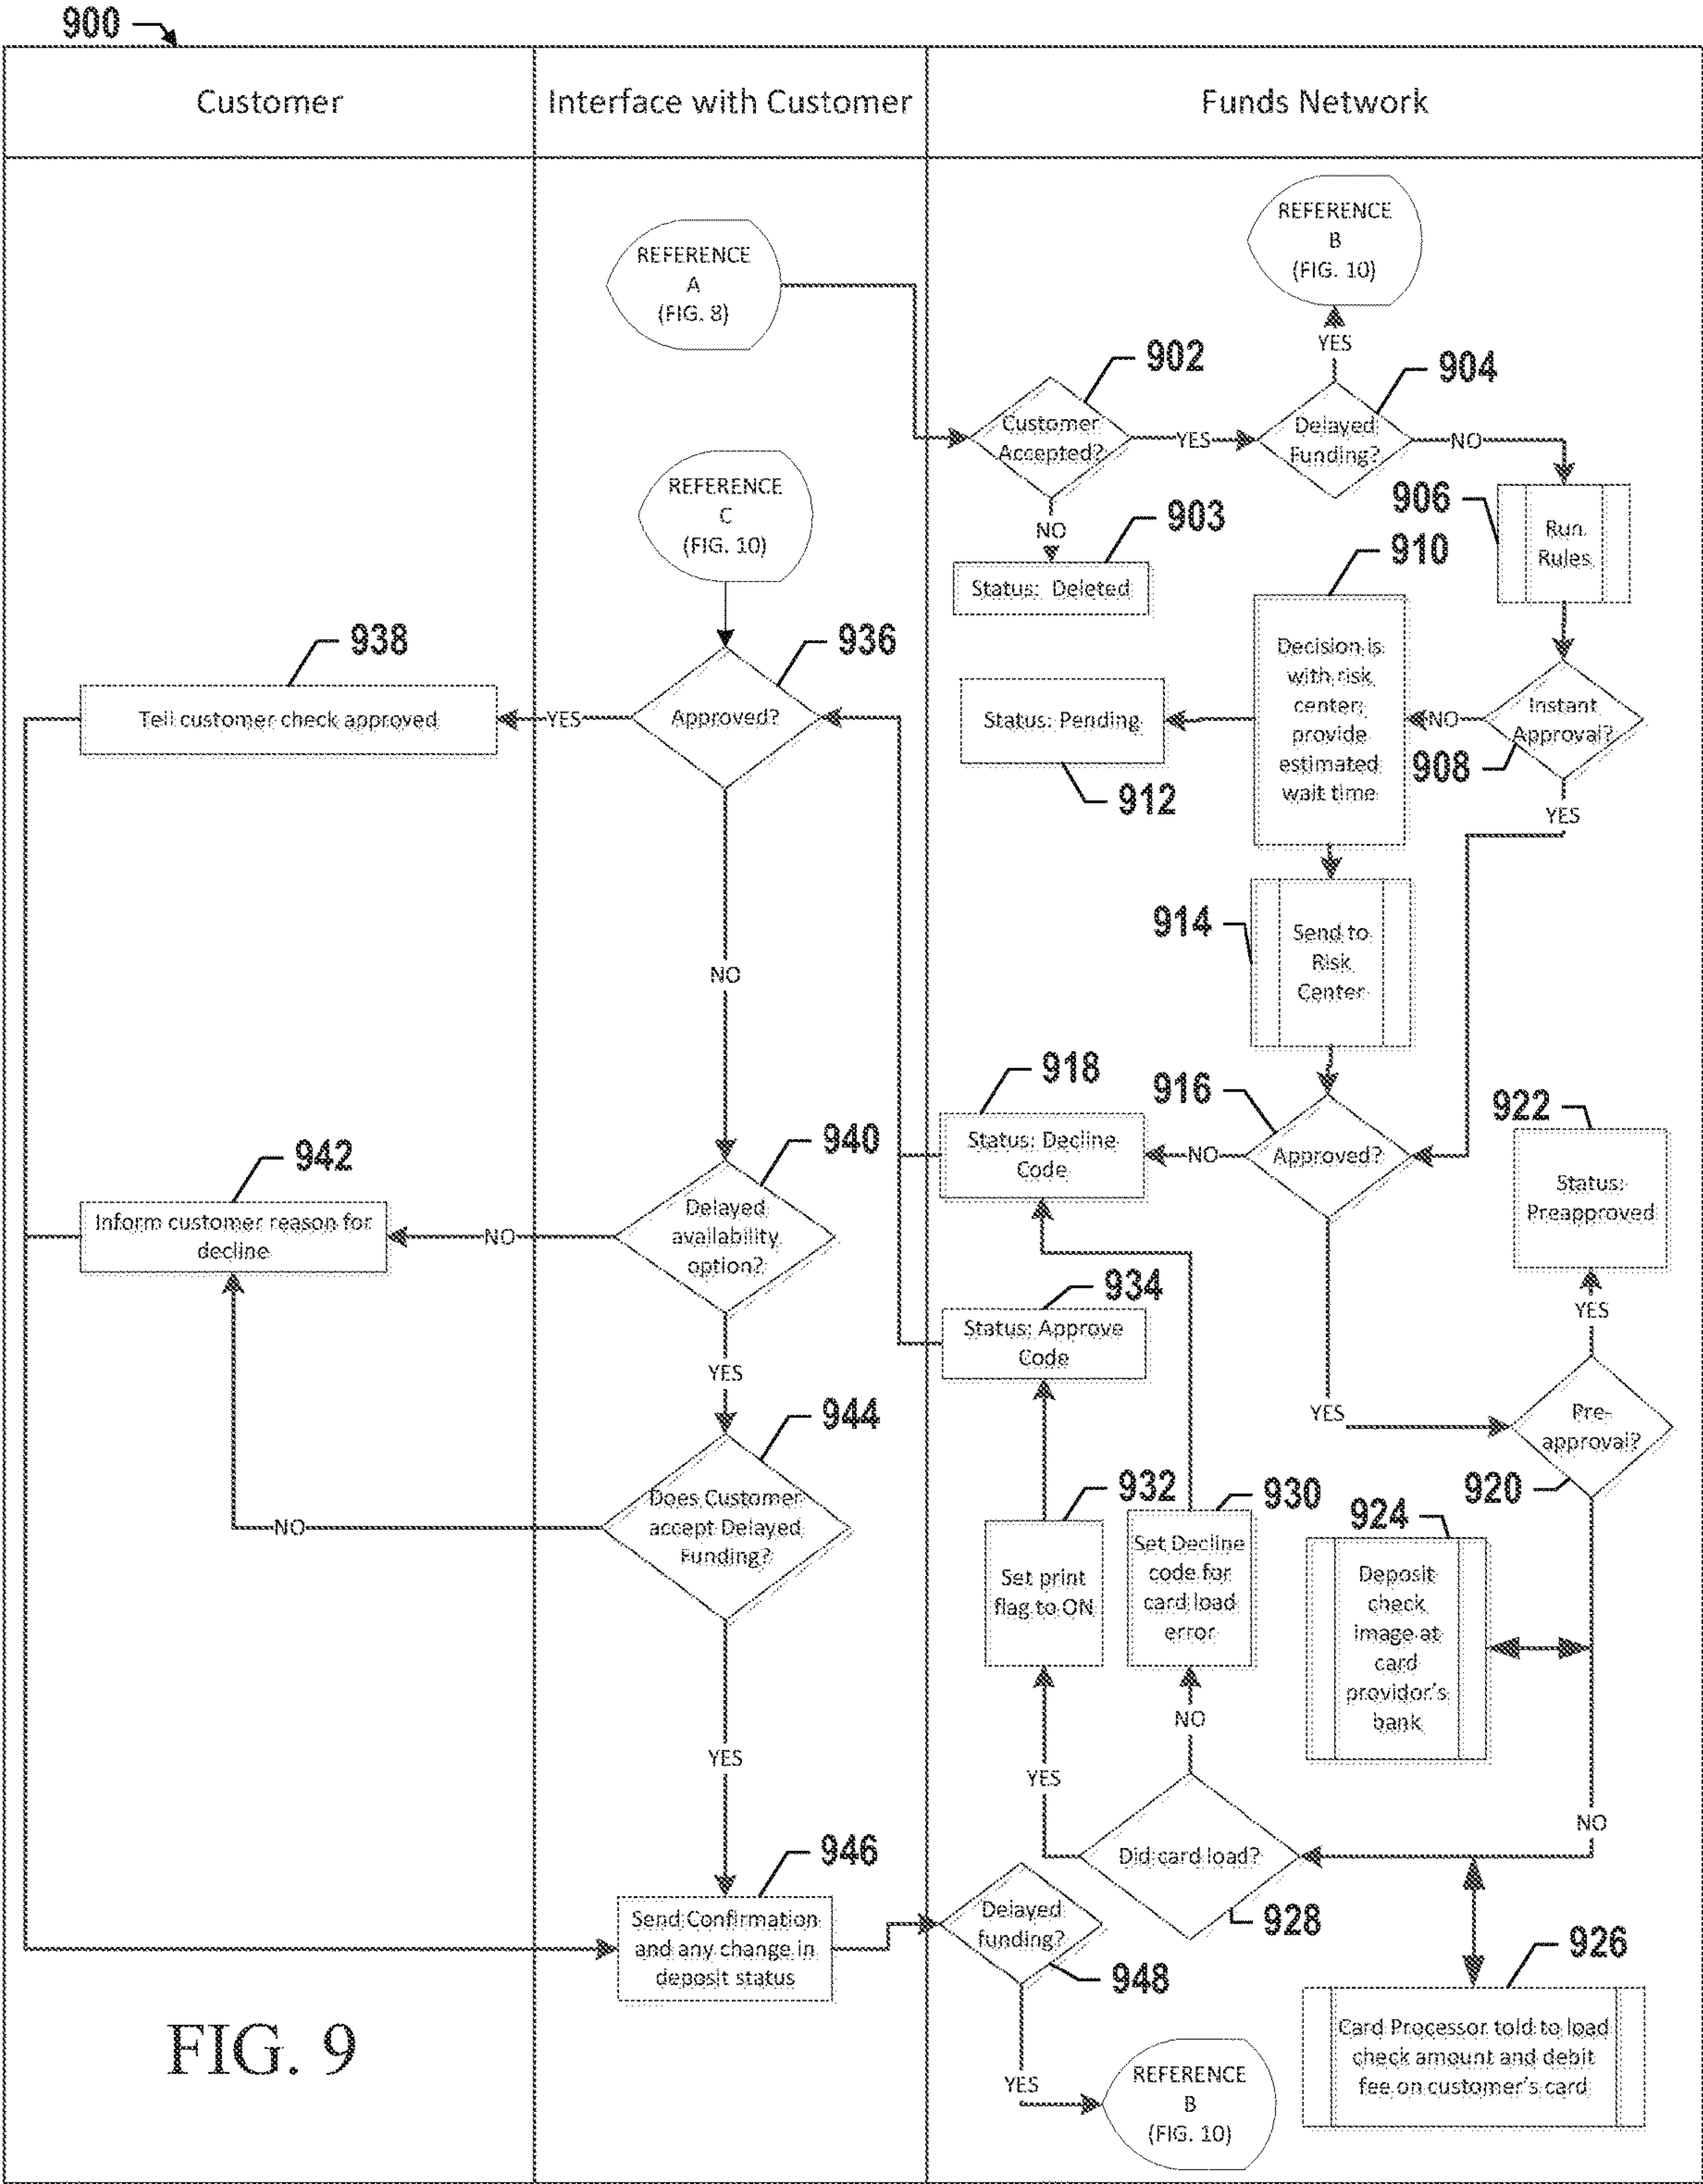 900
Customer
Interface with Customer
Funds Network
REFERENCE
A
(FIG. 8)
REFERENCE
B
(FIG. 10)
YES
902
904
Customer
Accepted?
YES
Delayed
Funding?
NO
REFERENCE
C
(FIG. 10)
NO
903
Status: Deleted
906
Run
Rules
910
Decision is
with risk
center;
provide
estimated
wait time
938
Tell customer check approved
YES
936
Approved?
Status: Pending
912
NO
Instant
Approval?
908
YES
914
Send to
Risk
Center
NO
918
Status: Decline
Code
NO
916
Approved?
922
Status:
Preapproved
YES
942
Inform customer reason for
decline
NO
940
Delayed
availability
option?
934
Status: Approve
Code
YES
YES
Pre-
approval?
920
944
Does Customer
accept Delayed
Funding?
NO
932
Set print
flag to ON
930
Set Decline
code for
card load
error
924
Deposit
check
image at
card
providor's
bank
YES
YES
NO
NO
Did card load?
928
946
Send Confirmation
and any change in
deposit status
Delayed
funding?
948
926
Card Processor told to load
check amount and debit
fee on customer's card
YES
REFERENCE
B
(FIG. 10)
FIG. 9